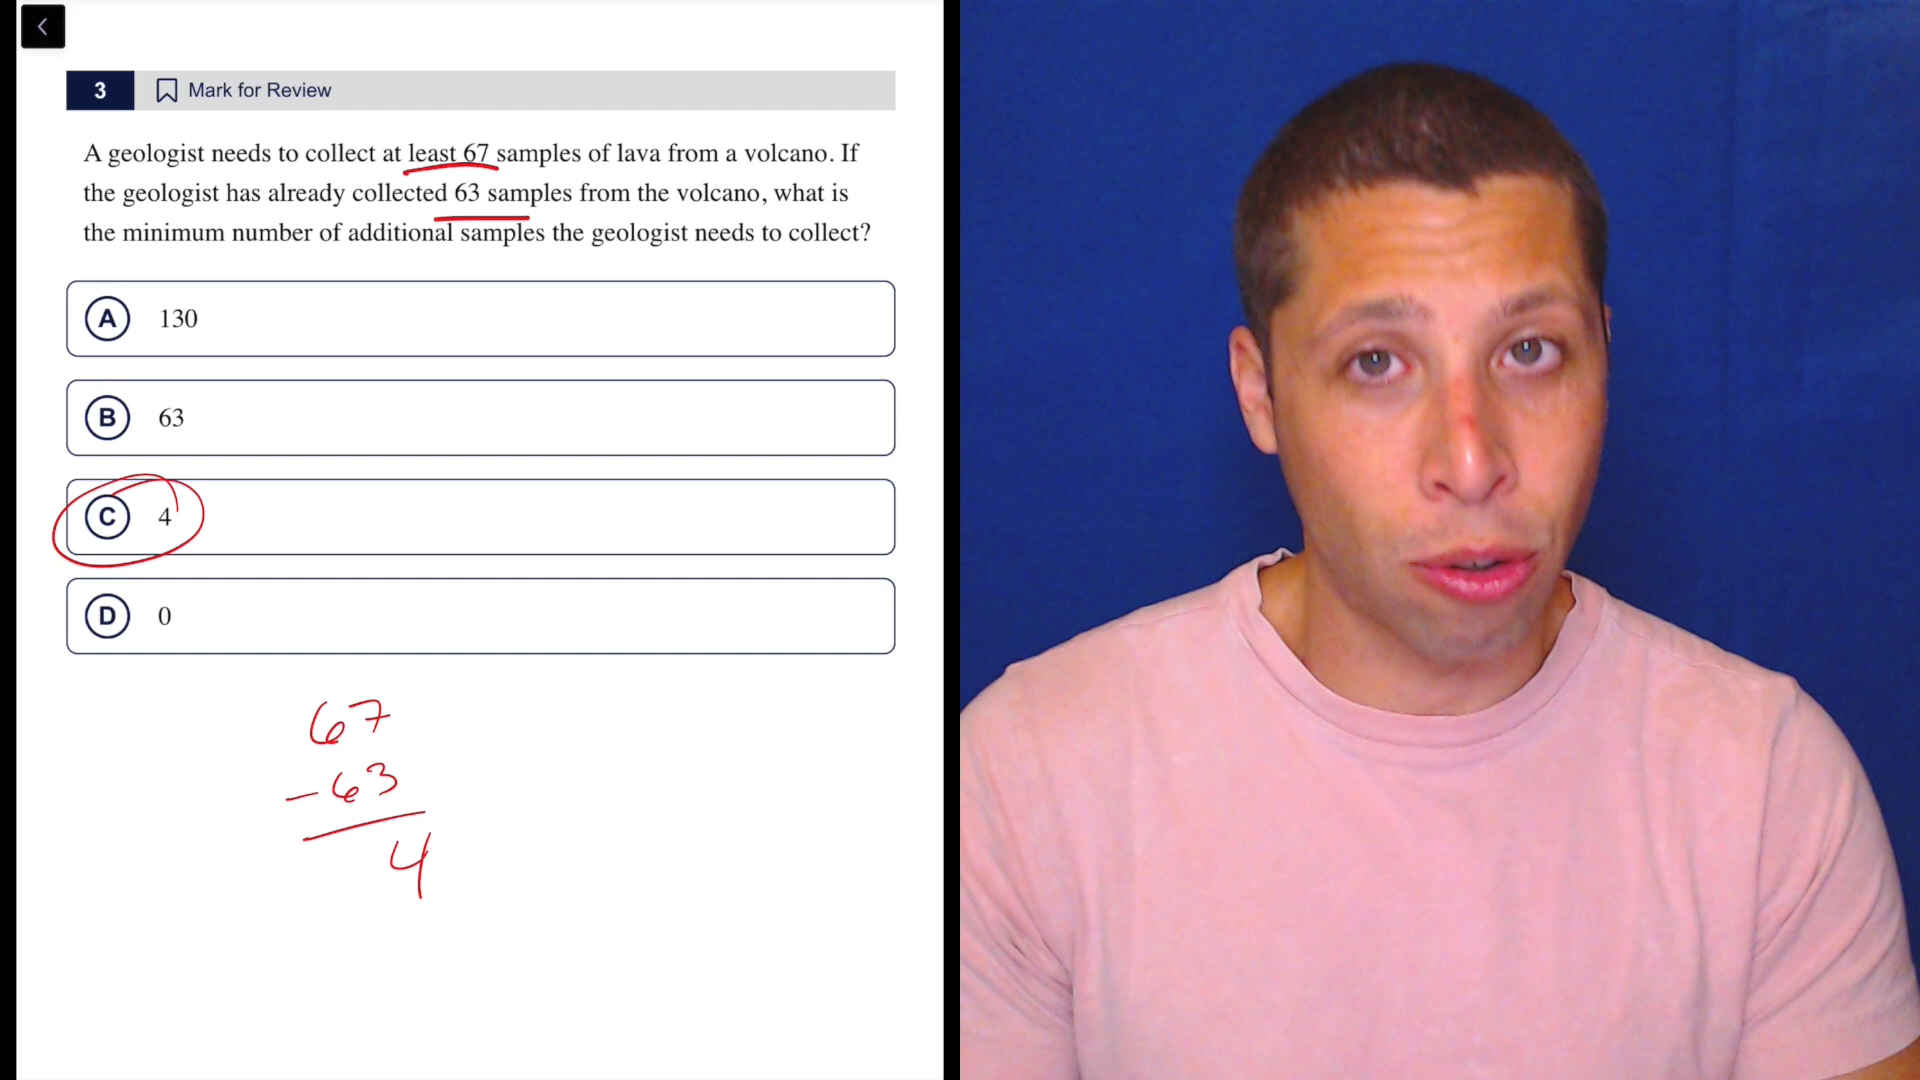 3 Mark for Review
A geologist needs to collect at least 67 samples of lava from a volcano. If
the geologist has already collected 63 samples from the volcano, what is
the minimum number of additional samples the geologist needs to collect?
A 130
B 63
C 4
D 0
67
- 63
4